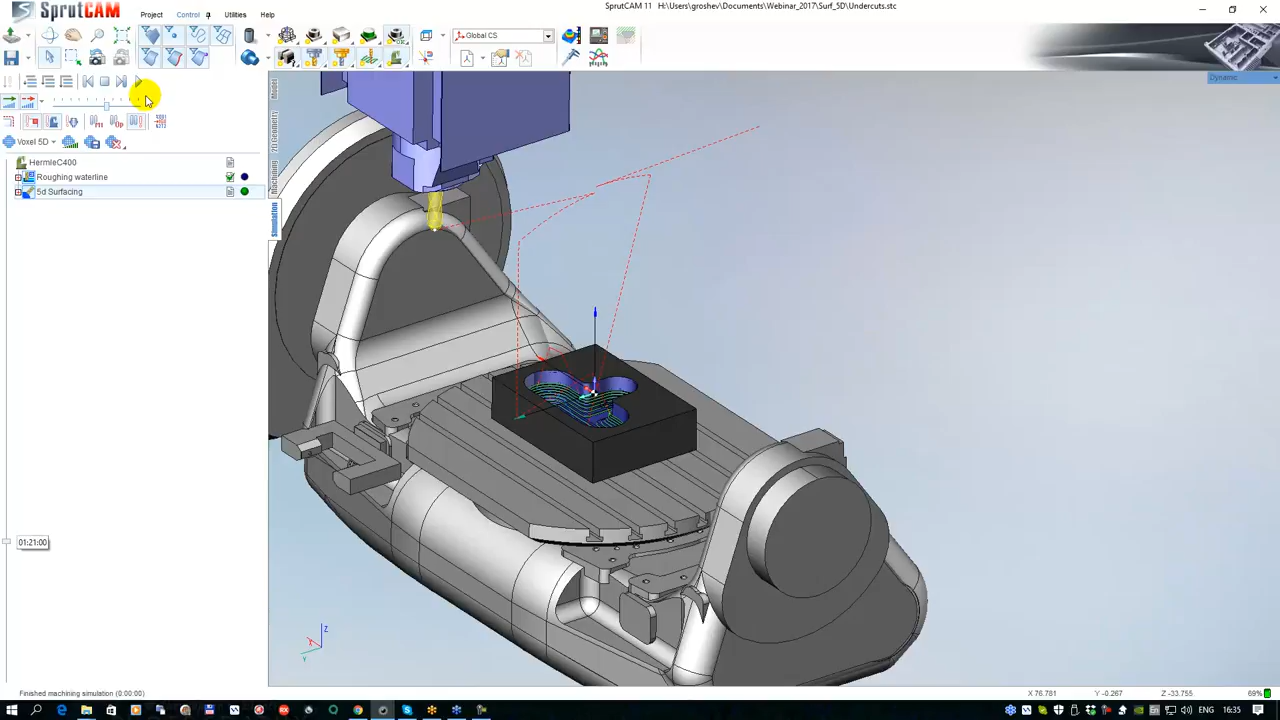 SprutCAM
Project
Control
Utilities
Help
SprutCAM 11 H:\Users\groshev\Documents\Webinar_2017\Surf_5D\Undercuts.stc
Global CS
Dynamic
Voxel 5D
HermleC400
Roughing waterline
5d Surfacing
Model
2D Geometry
Machining
Simulation
01:21:00
Z
X
Y
Finished machining simulation (0:00:00)
X 76.781
Y -0.267
Z -33.755
69%
ENG
16:35